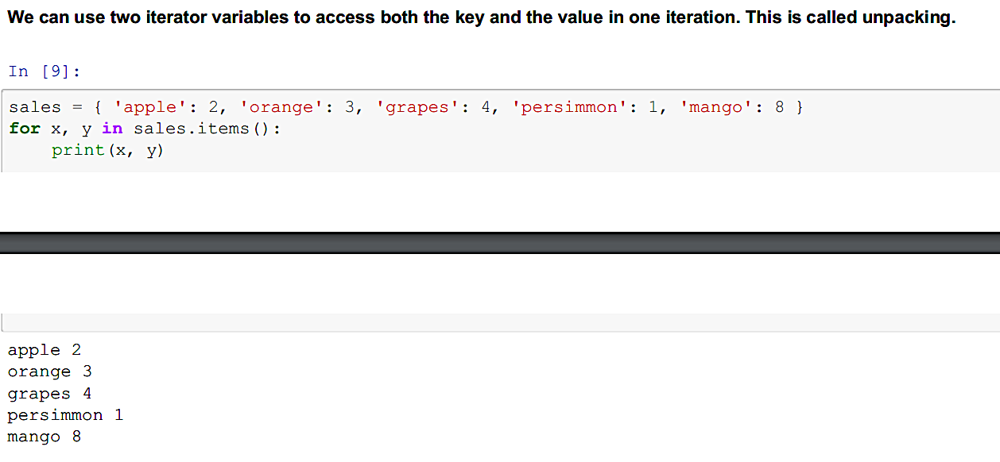 We can use two iterator variables to access both the key and the value in one iteration. This is called unpacking.
In [9]:
sales = { 'apple': 2, 'orange': 3, 'grapes': 4, 'persimmon': 1, 'mango': 8 }
for x, y in sales.items():
    print(x, y)
apple 2
orange 3
grapes 4
persimmon 1
mango 8